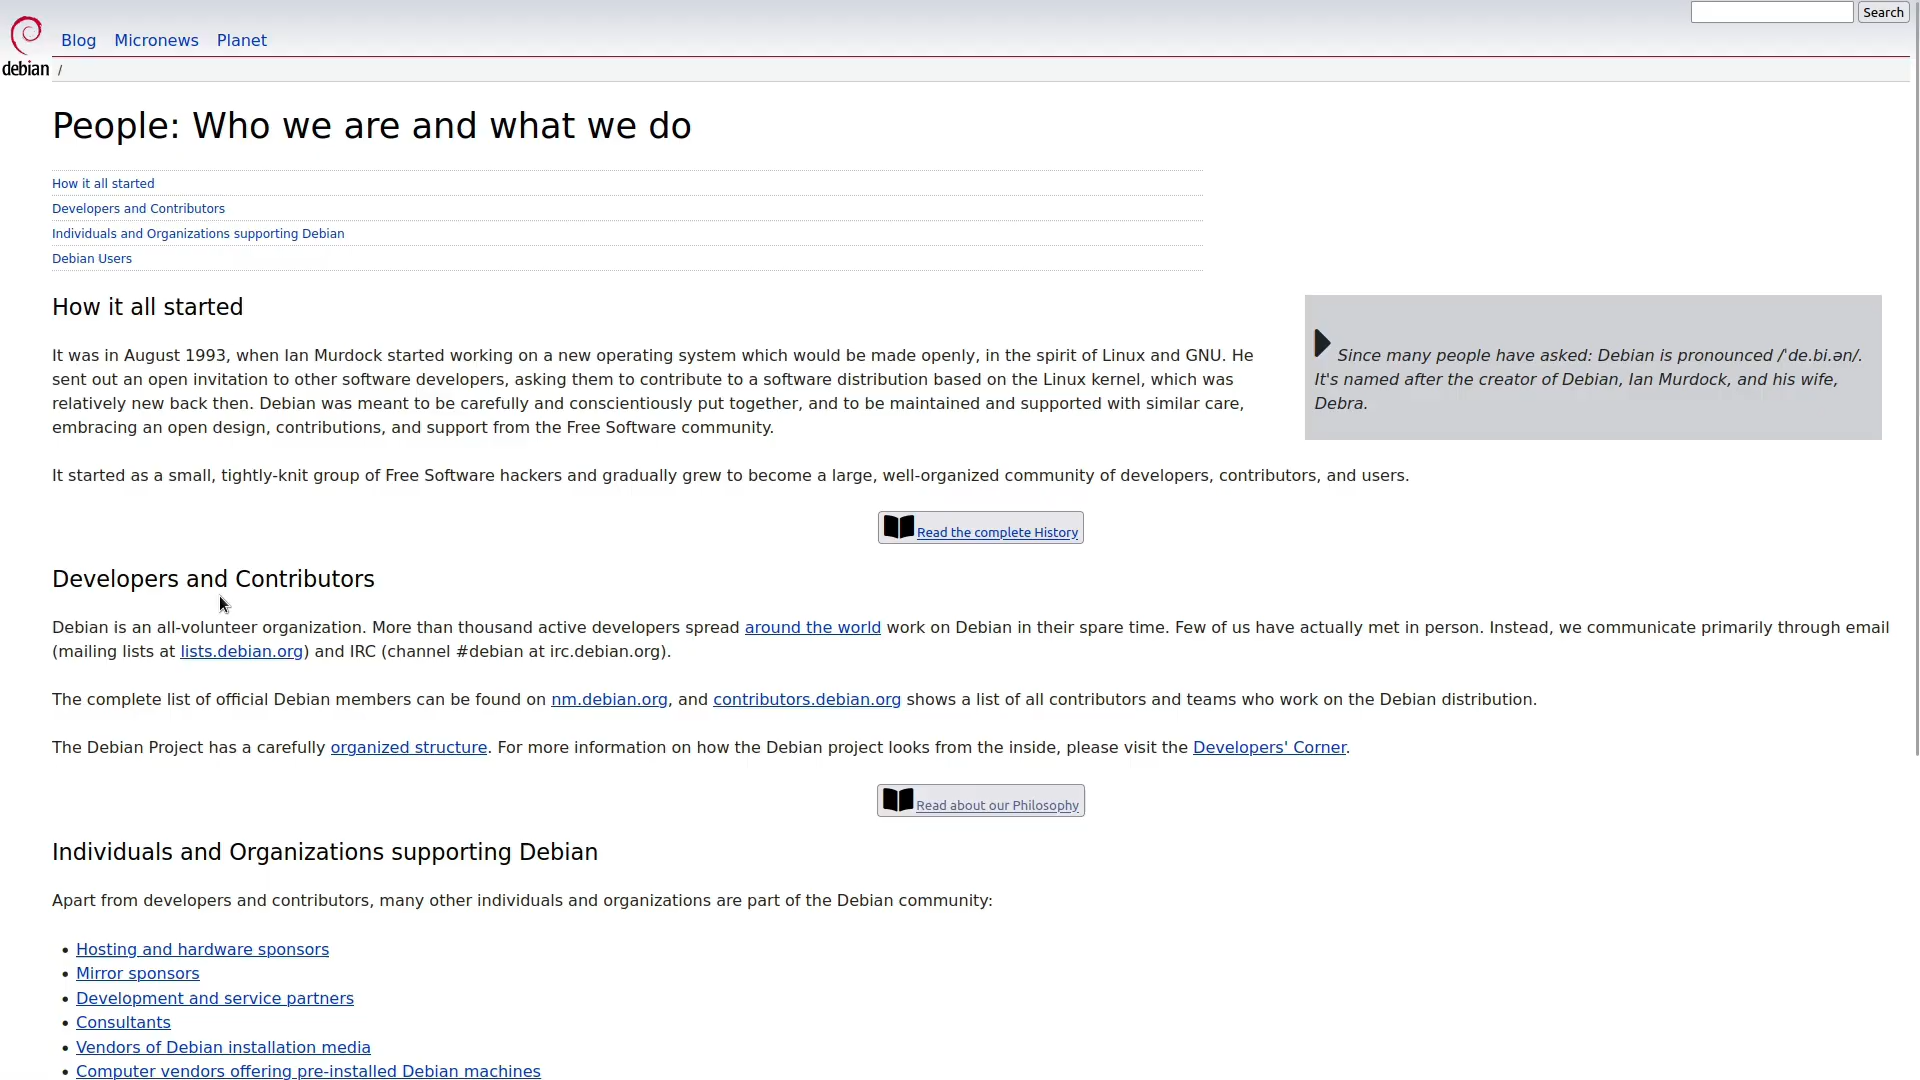 Search
Blog Micronews Planet
debian
/
People: Who we are and what we do
How it all started
Developers and Contributors
Individuals and Organizations supporting Debian
Debian Users
How it all started
It was in August 1993, when Ian Murdock started working on a new operating system which would be made openly, in the spirit of Linux and GNU. He
sent out an open invitation to other software developers, asking them to contribute to a software distribution based on the Linux kernel, which was
relatively new back then. Debian was meant to be carefully and conscientiously put together, and to be maintained and supported with similar care,
embracing an open design, contributions, and support from the Free Software community.
Since many people have asked: Debian is pronounced /ˈde.bi.ən/.
It's named after the creator of Debian, Ian Murdock, and his wife,
Debra.
It started as a small, tightly-knit group of Free Software hackers and gradually grew to become a large, well-organized community of developers, contributors, and users.
Read the complete History
Developers and Contributors
Debian is an all-volunteer organization. More than thousand active developers spread around the world work on Debian in their spare time. Few of us have actually met in person. Instead, we communicate primarily through email
(mailing lists at lists.debian.org) and IRC (channel #debian at irc.debian.org).
The complete list of official Debian members can be found on nm.debian.org, and contributors.debian.org shows a list of all contributors and teams who work on the Debian distribution.
The Debian Project has a carefully organized structure. For more information on how the Debian project looks from the inside, please visit the Developers' Corner.
Read about our Philosophy
Individuals and Organizations supporting Debian
Apart from developers and contributors, many other individuals and organizations are part of the Debian community:
• Hosting and hardware sponsors
• Mirror sponsors
• Development and service partners
• Consultants
• Vendors of Debian installation media
• Computer vendors offering pre-installed Debian machines